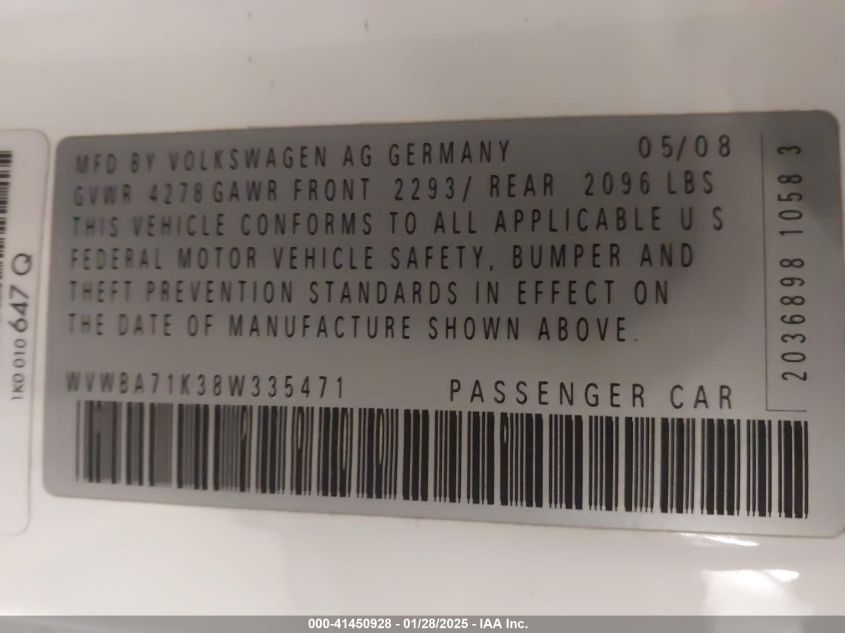 MFD BY VOLKSWAGEN AG GERMANY 05/08
GVWR 4278 GAWR FRONT 2293/ REAR 2096 LBS
THIS VEHICLE CONFORMS TO ALL APPLICABLE U S
FEDERAL MOTOR VEHICLE SAFETY, BUMPER AND
THEFT PREVENTION STANDARDS IN EFFECT ON
THE DATE OF MANUFACTURE SHOWN ABOVE.
WVWBA71K38W335471 PASSENGER CAR
2036898 1058 3
1K0 010 647 Q
000-41450928 - 01/28/2025 - IAA Inc.